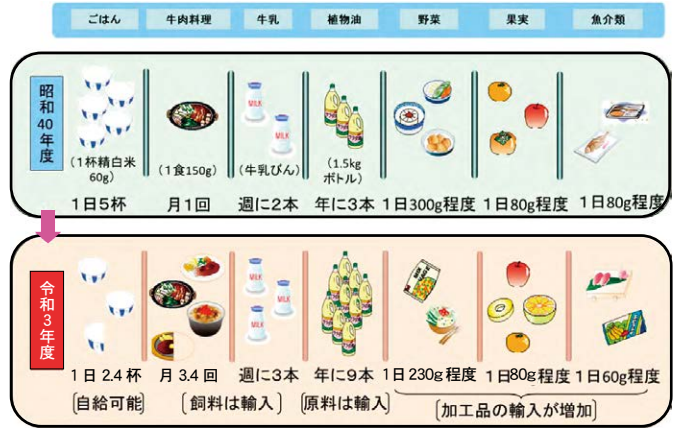 ごはん
牛肉料理
牛乳
植物油
野菜
果実
魚介類
昭和40年度
(1杯精白米
60g)
1日5杯
(1食150g)
月1回
MILK
MILK
(牛乳びん)
週に2本
(1.5kg
ボトル)
年に3本
1日300g程度
1日80g程度
1日80g程度
令和3年度
1日2.4杯
[自給可能]
月3.4回
MILK
MILK
MILK
週に3本
[飼料は輸入]
年に9本
[原料は輸入]
1日230g程度
1日80g程度
1日60g程度
[加工品の輸入が増加]